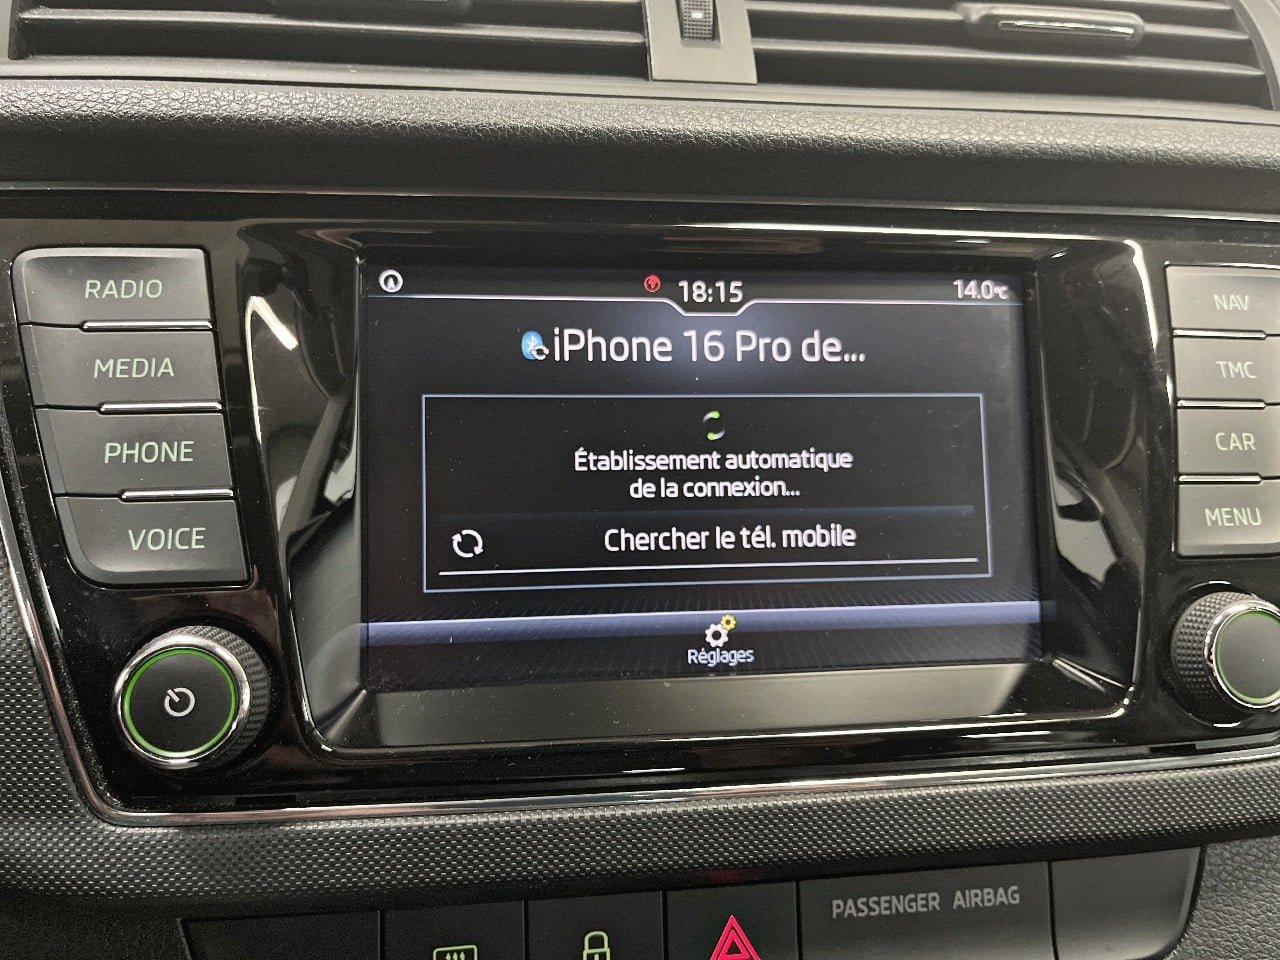 RADIO
MEDIA
PHONE
VOICE
18:15
14.0°C
iPhone 16 Pro de...
Établissement automatique
de la connexion...
Chercher le tél. mobile
Réglages
NAV
TMC
CAR
MENU
PASSENGER AIRBAG